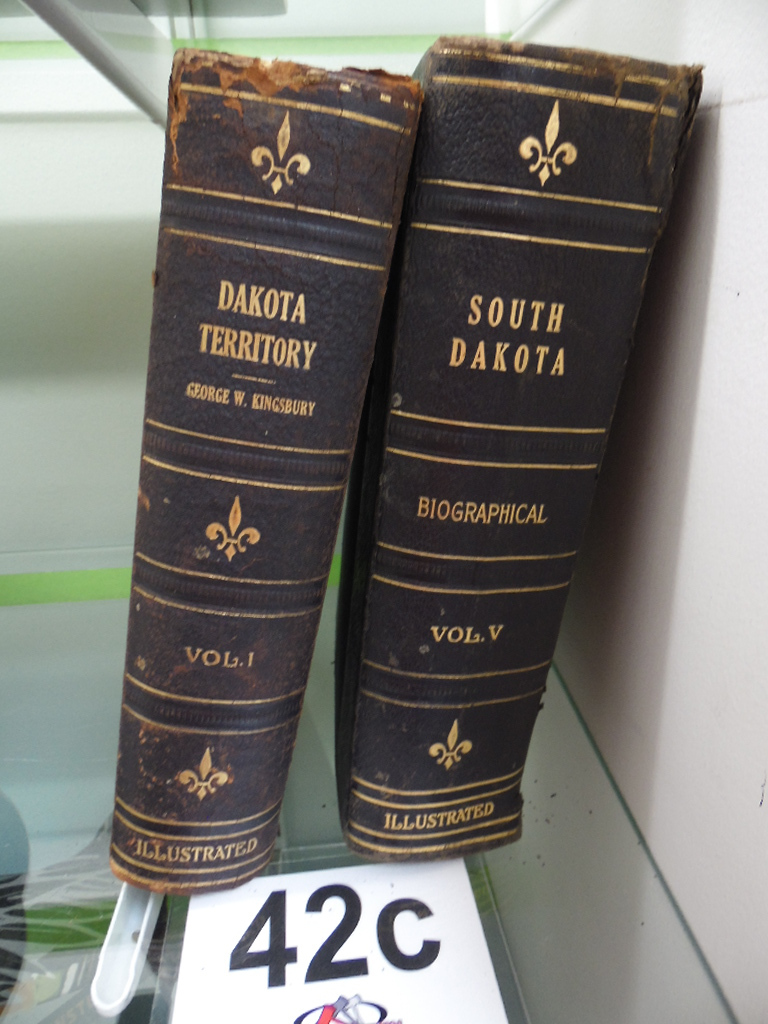 DAKOTA
TERRITORY
GEORGE W. KINGSBURY
VOL. I
ILLUSTRATED
SOUTH
DAKOTA
BIOGRAPHICAL
VOL. V
ILLUSTRATED
42c